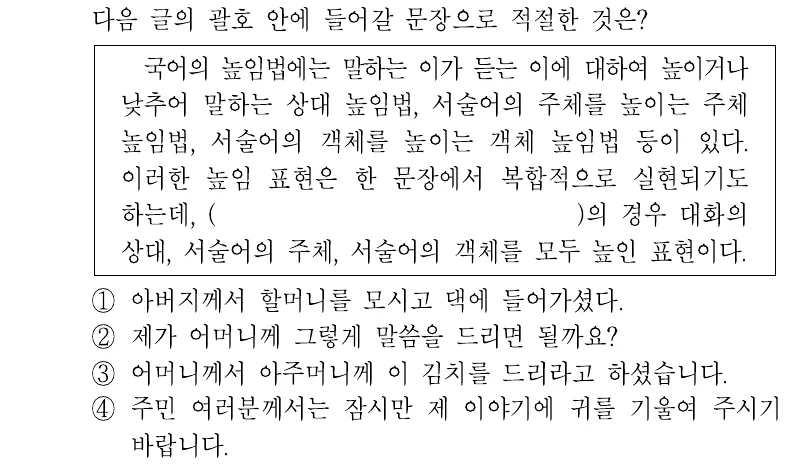 다음 글의 괄호 안에 들어갈 문장으로 적절한 것은?
국어의 높임법에는 말하는 이가 듣는 이에 대하여 높이거나
낮추어 말하는 상대 높임법, 서술어의 주체를 높이는 주체
높임법, 서술어의 객체를 높이는 객체 높임법 등이 있다.
이러한 높임 표현은 한 문장에서 복합적으로 실현되기도
하는데, ( )의 경우 대화의
상대, 서술어의 주체, 서술어의 객체를 모두 높인 표현이다.
① 아버지께서 할머니를 모시고 댁에 들어가셨다.
② 제가 어머니께 그렇게 말씀을 드리면 될까요?
③ 어머니께서 아주머니께 이 김치를 드리라고 하셨습니다.
④ 주민 여러분께서는 잠시만 제 이야기에 귀를 기울여 주시기
바랍니다.